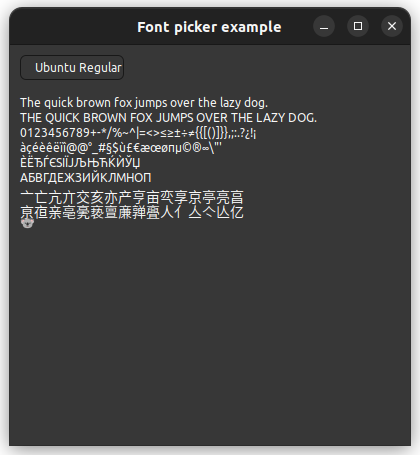 Font picker example
Ubuntu Regular
The quick brown fox jumps over the lazy dog.
THE QUICK BROWN FOX JUMPS OVER THE LAZY DOG.
0123456789+-*/%~^|=<>≤≥±÷≠{{[()]}},;:.?¿!¡
àçéèêëïî@@°_#§$ù£€æœøπµ©®∞\"'
ÈËЂЃЄЅІЇЈЉЊЋЌЍЎЏ
АБВГДЕЖЗИЙКЛМНОП
亠亡亢亣交亥亦产亨亩亪享京亭亮亯
亰亱亲亳亴亵亶亷亸亹人亻亼亽亾亿